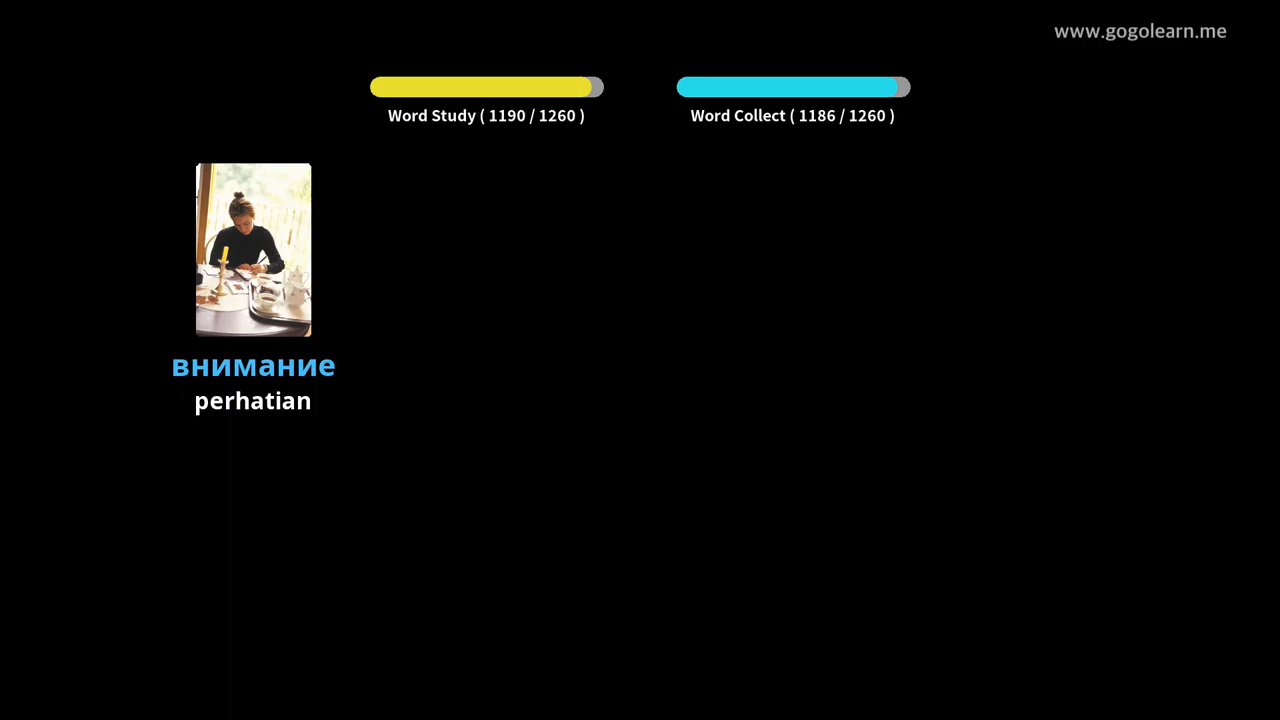 www.gogolearn.me
Word Study ( 1190 / 1260 )
Word Collect ( 1186 / 1260 )
внимание
perhatian